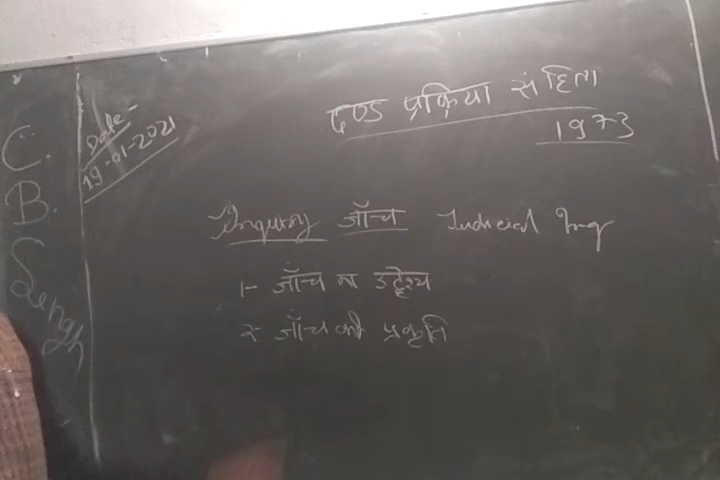 दण्ड प्रक्रिया संहिता
1973
Date-
19-01-2021
C.
B.
Singh
Inquiry जाँच Judicial Inq
1- जाँच का उद्देश्य
2- जाँच की प्रकृति